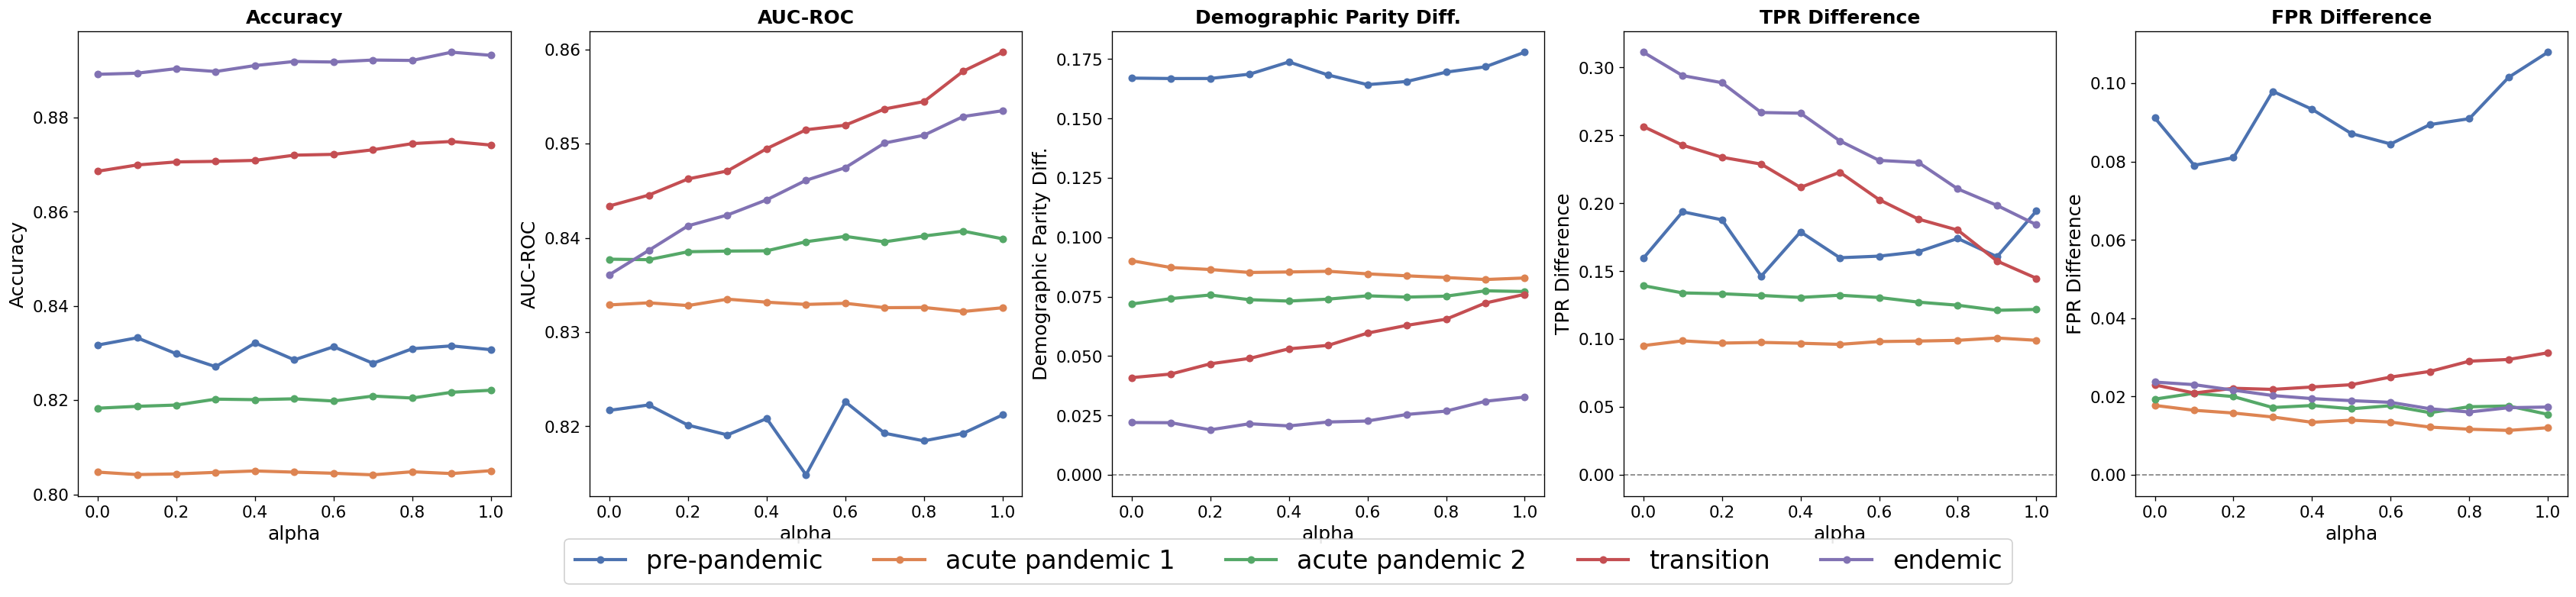 Accuracy
Accuracy
0.88
0.86
0.84
0.82
0.80
0.0 0.2 0.4 0.6 0.8 1.0
alpha
AUC-ROC
AUC-ROC
0.86
0.85
0.84
0.83
0.82
0.0 0.2 0.4 0.6 0.8 1.0
alpha
Demographic Parity Diff.
Demographic Parity Diff.
0.175
0.150
0.125
0.100
0.075
0.050
0.025
0.000
0.0 0.2 0.4 0.6 0.8 1.0
alpha
TPR Difference
TPR Difference
0.30
0.25
0.20
0.15
0.10
0.05
0.00
0.0 0.2 0.4 0.6 0.8 1.0
alpha
FPR Difference
FPR Difference
0.10
0.08
0.06
0.04
0.02
0.00
0.0 0.2 0.4 0.6 0.8 1.0
alpha
pre-pandemic acute pandemic 1 acute pandemic 2 transition endemic